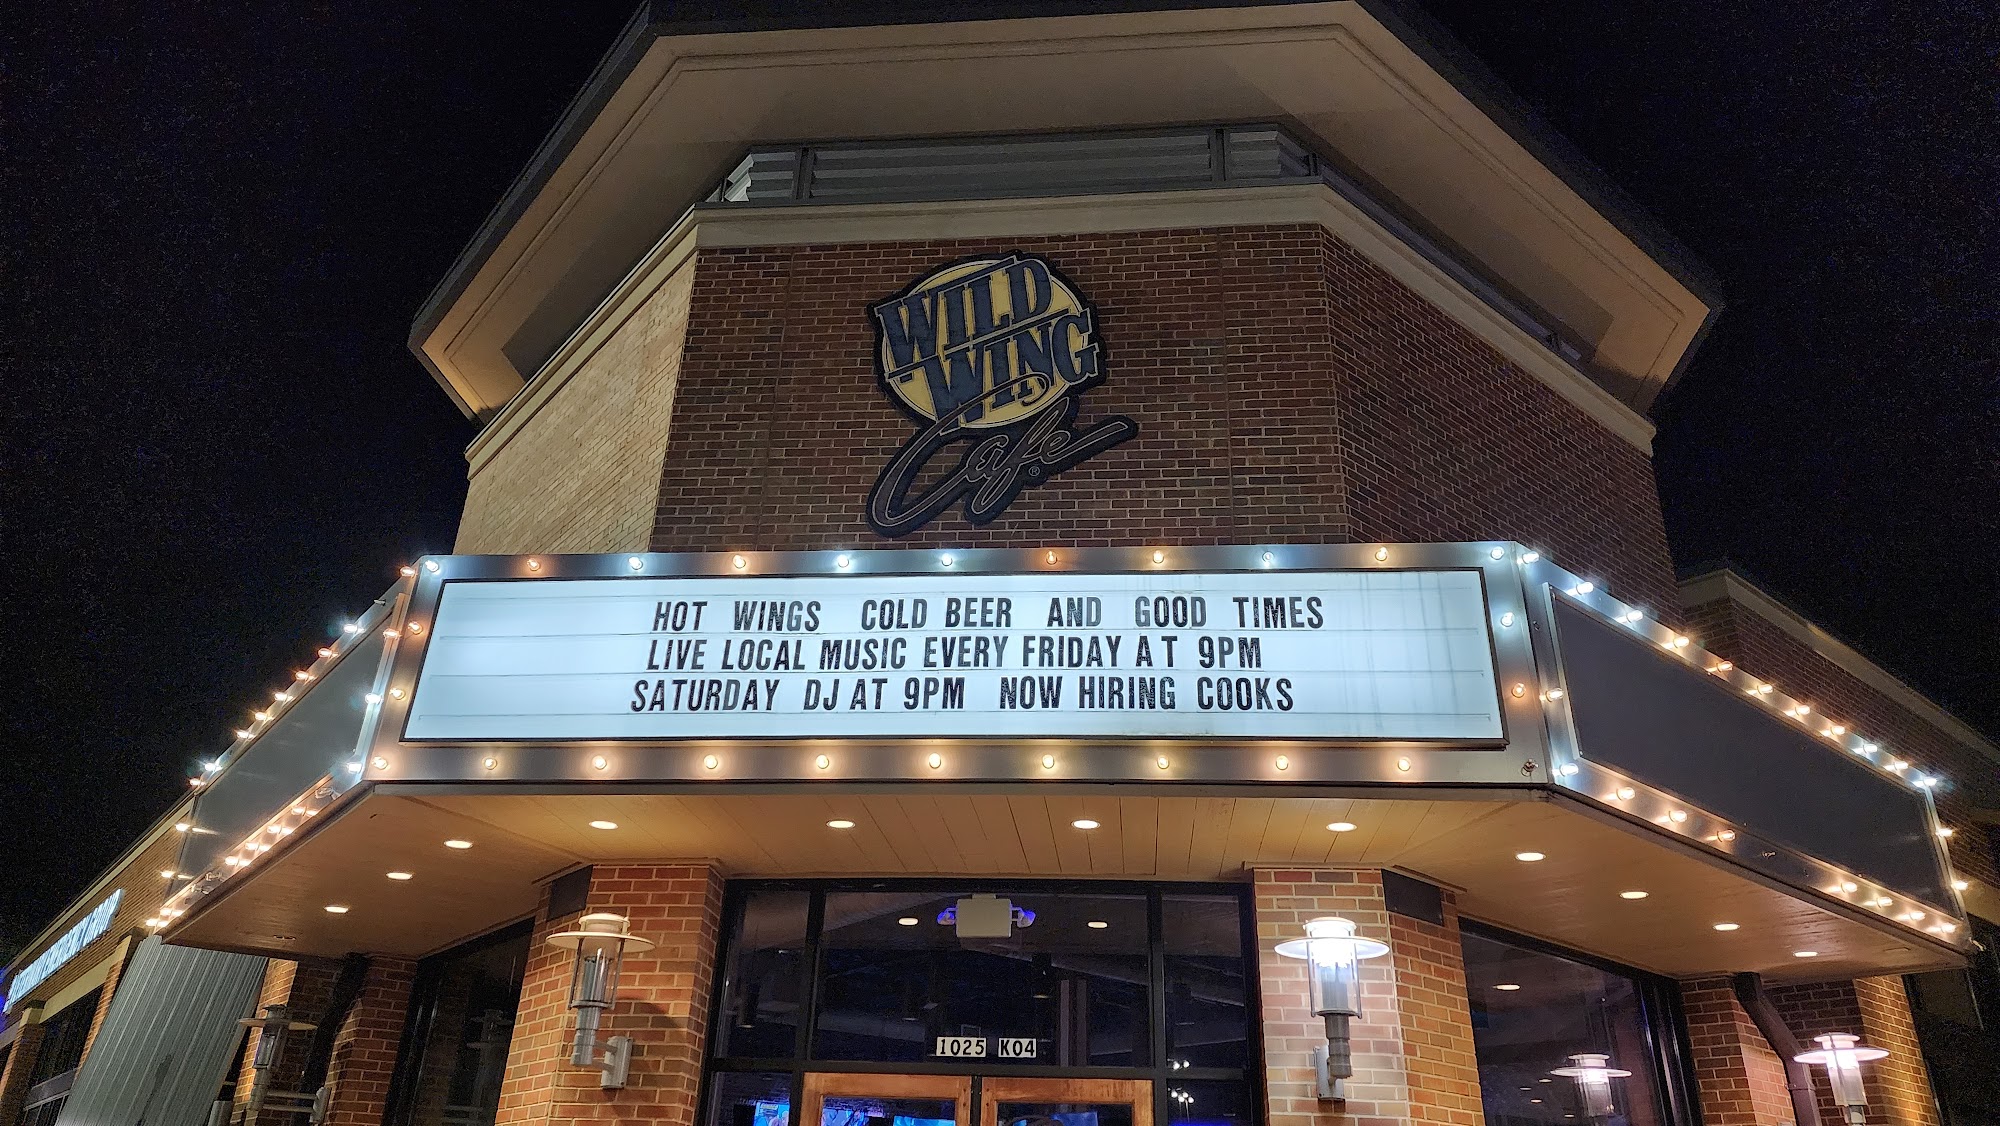 WILD
WING
Cafe
®
HOT WINGS COLD BEER AND GOOD TIMES
LIVE LOCAL MUSIC EVERY FRIDAY AT 9PM
SATURDAY DJ AT 9PM NOW HIRING COOKS
1025 K04